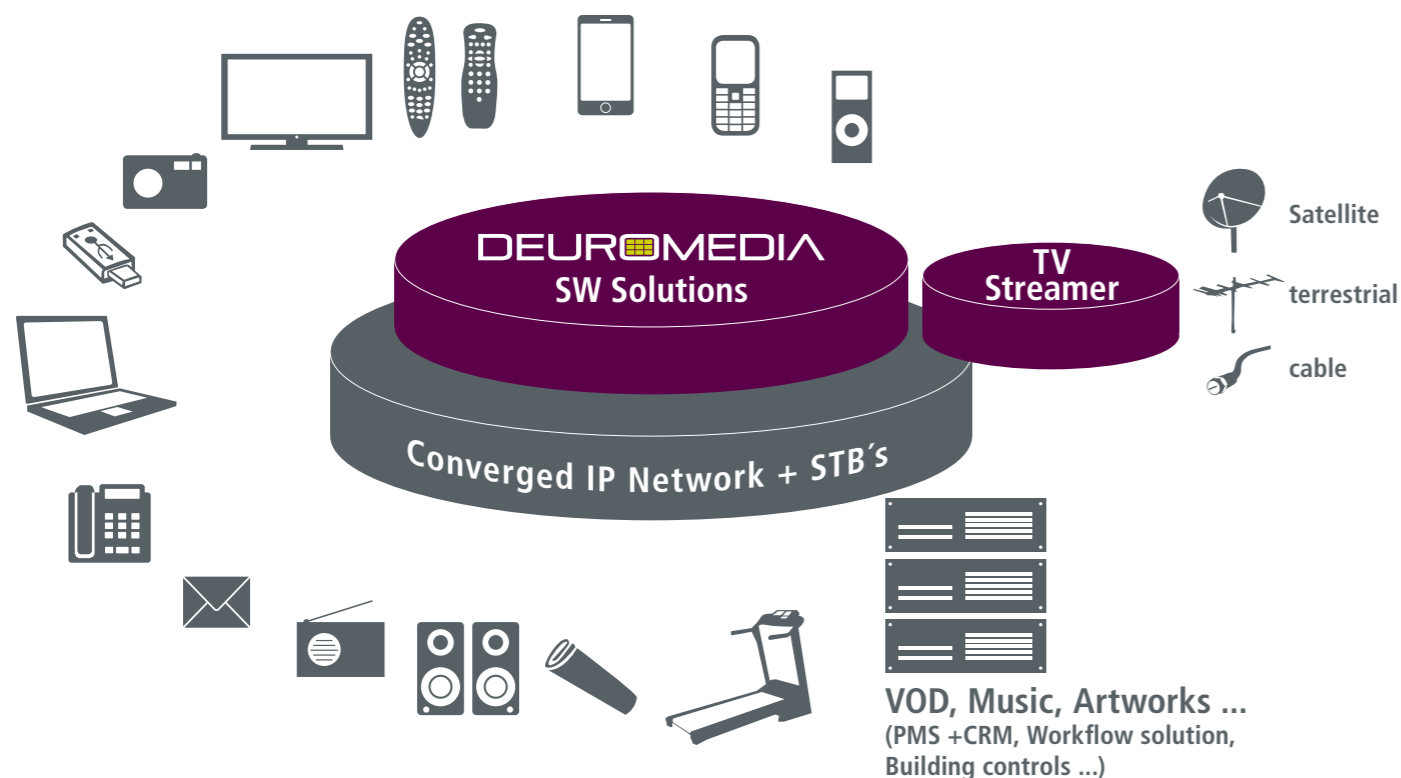 DEUROMEDIA
SW Solutions
TV
Streamer
Satellite
terrestrial
cable
Converged IP Network + STB´s
VOD, Music, Artworks ...
(PMS +CRM, Workflow solution,
Building controls ...)